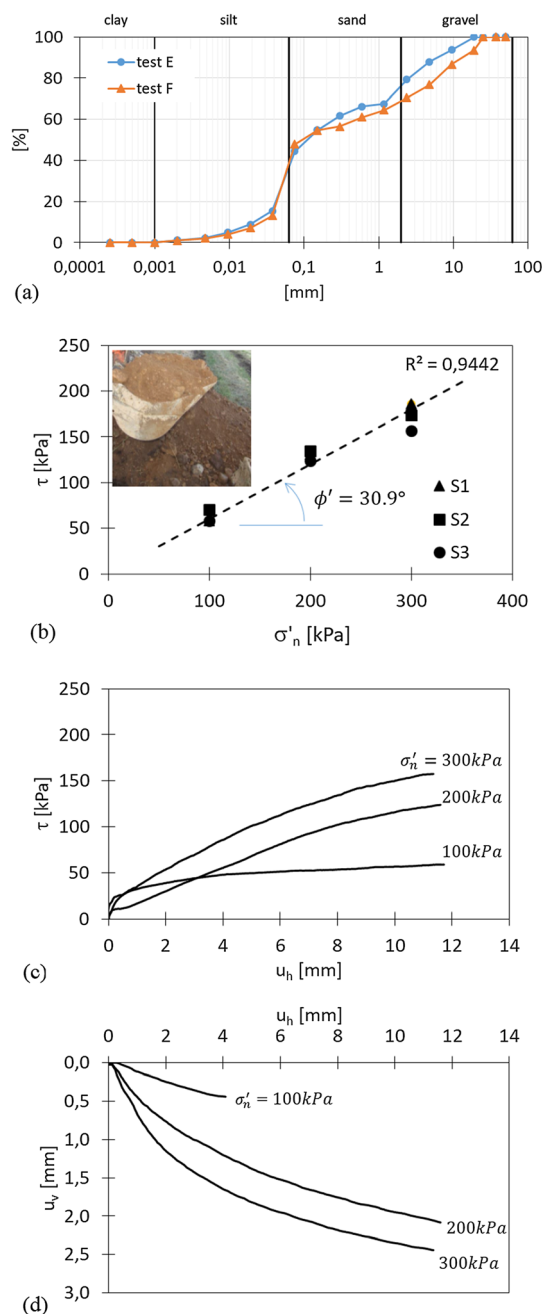 clay silt sand gravel
100
80
60
40
20
0
[%]
test E
test F
0,0001 0,001 0,01 0,1 1 10 100
[mm]
(a)
250
200
150
100
50
0
τ [kPa]
R² = 0,9442
ϕ′ = 30.9°
S1
S2
S3
0 100 200 300 400
σ'n [kPa]
(b)
250
200
150
100
50
0
τ [kPa]
σ′n = 300kPa
200kPa
100kPa
0 2 4 6 8 10 12 14
uh [mm]
(c)
uh [mm]
0 2 4 6 8 10 12 14
0,0
0,5
1,0
1,5
2,0
2,5
3,0
uv [mm]
σ′n = 100kPa
200kPa
300kPa
(d)